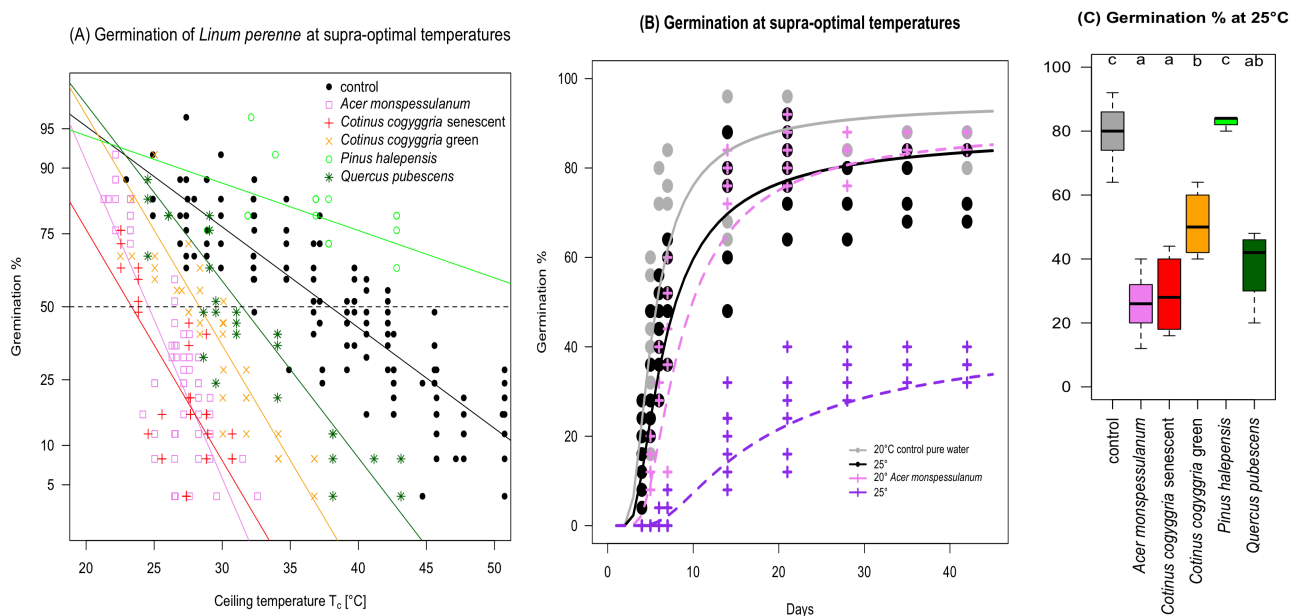 (A) Germination of Linum perenne at supra-optimal temperatures
control
Acer monspessulanum
Cotinus cogyggria senescent
Cotinus cogyggria green
Pinus halepensis
Quercus pubescens
Gremination %
95
90
75
50
25
10
5
20 25 30 35 40 45 50
Ceiling temperature Tc [°C]
(B) Germination at supra-optimal temperatures
Germination %
100
80
60
40
20
0
20°C control pure water
25°
20° Acer monspessulanum
25°
0 10 20 30 40
Days
(C) Germination % at 25°C
c a a b c ab
100
80
60
40
20
0
control
Acer monspessulanum
Cotinus cogyggria senescent
Cotinus cogyggria green
Pinus halepensis
Quercus pubescens